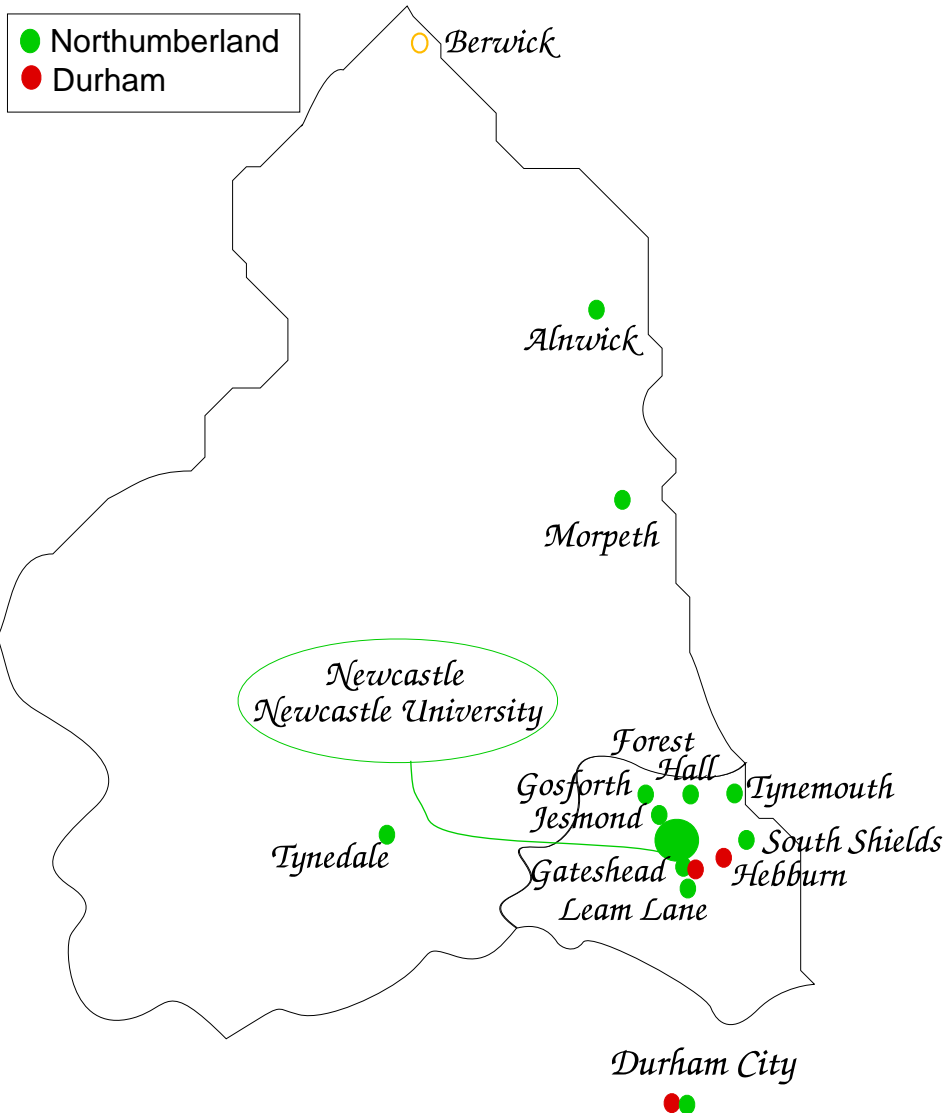 Northumberland
Durham
Berwick
Alnwick
Morpeth
Newcastle
Newcastle University
Forest
Hall
Gosforth
Tynemouth
Jesmond
South Shields
Tynedale
Gateshead
Hebburn
Leam Lane
Durham City